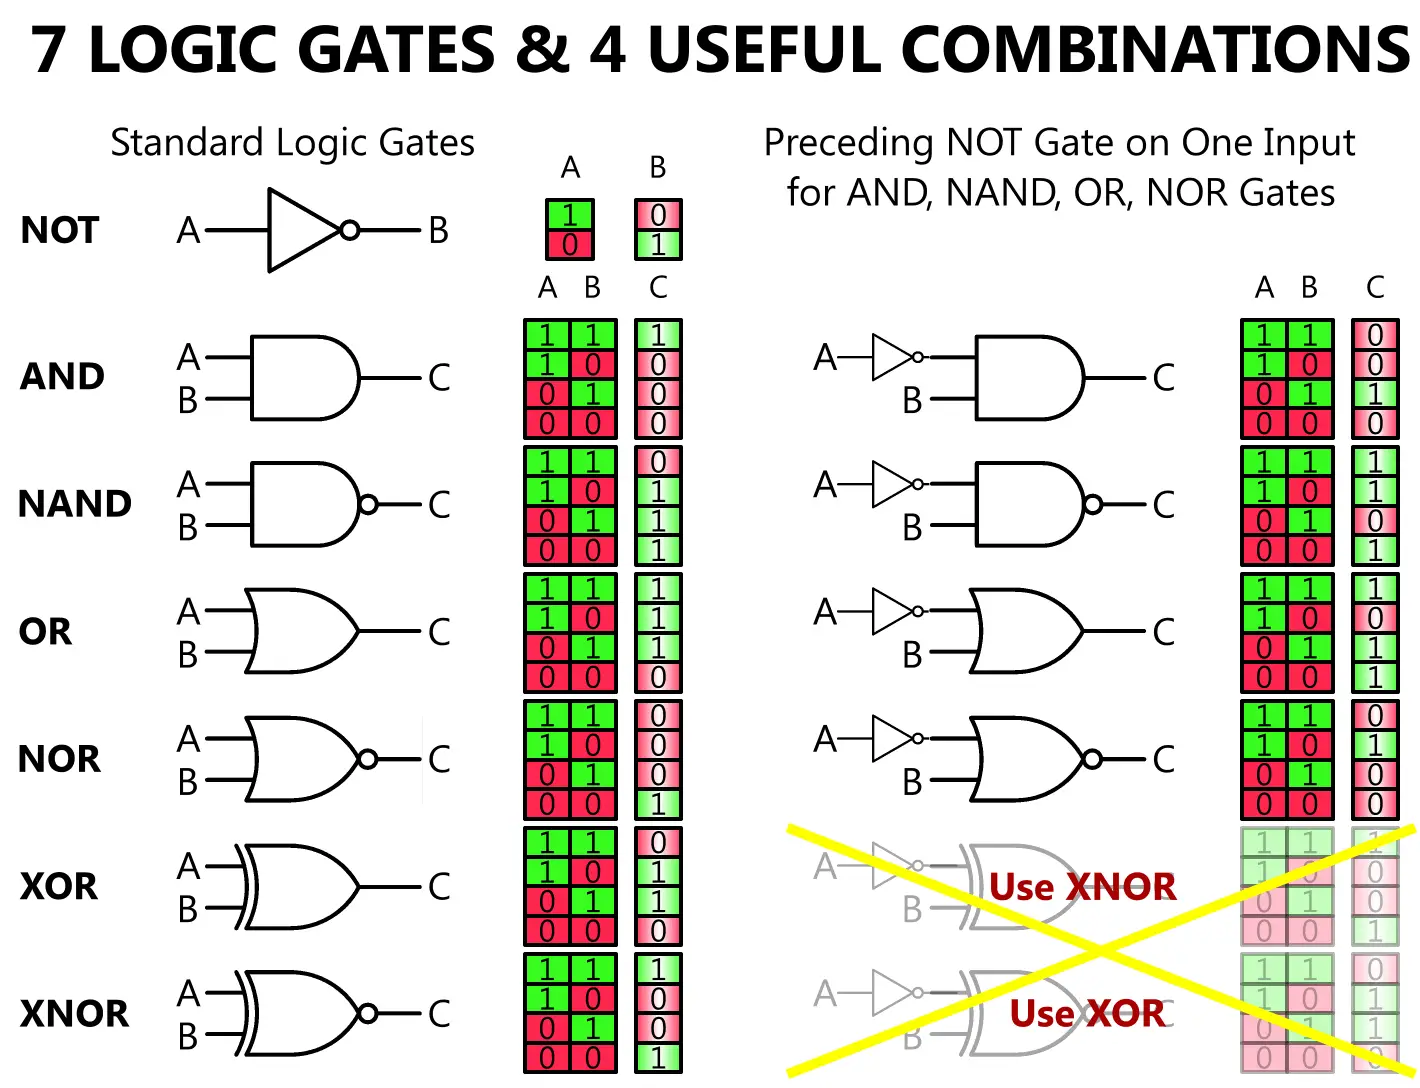 7 LOGIC GATES & 4 USEFUL COMBINATIONS
Standard Logic Gates
Preceding NOT Gate on One Input
for AND, NAND, OR, NOR Gates
A B
NOT A B
1 0
0 1
A B C A B C
AND
A C A C
B B
1 1 1 1 1 0
1 0 0 1 0 0
0 1 0 0 1 1
0 0 0 0 0 0
NAND
A C A C
B B
1 1 0 1 1 1
1 0 1 1 0 1
0 1 1 0 1 0
0 0 1 0 0 1
OR
A C A C
B B
1 1 1 1 1 1
1 0 1 1 0 0
0 1 1 0 1 1
0 0 0 0 0 1
NOR
A C A C
B B
1 1 0 1 1 0
1 0 0 1 0 1
0 1 0 0 1 0
0 0 1 0 0 0
XOR
A C A Use XNOR C
B B
1 1 0 1 1 1
1 0 1 1 0 0
0 1 1 0 1 0
0 0 0 0 0 1
XNOR
A C A Use XOR C
B B
1 1 1 1 1 0
1 0 0 1 0 1
0 1 0 0 1 1
0 0 1 0 0 0